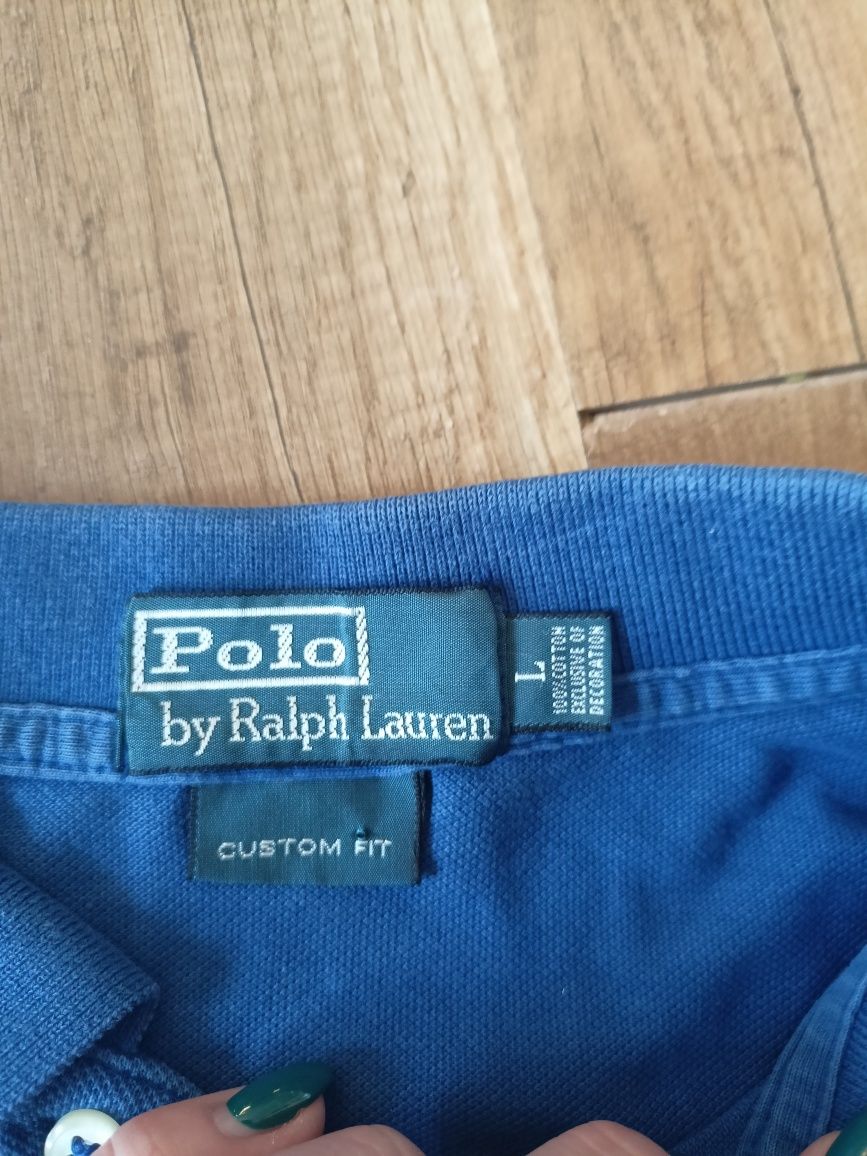 Polo
by Ralph Lauren
L
100% COTTON
EXCLUSIVE OF
DECORATION
CUSTOM FIT